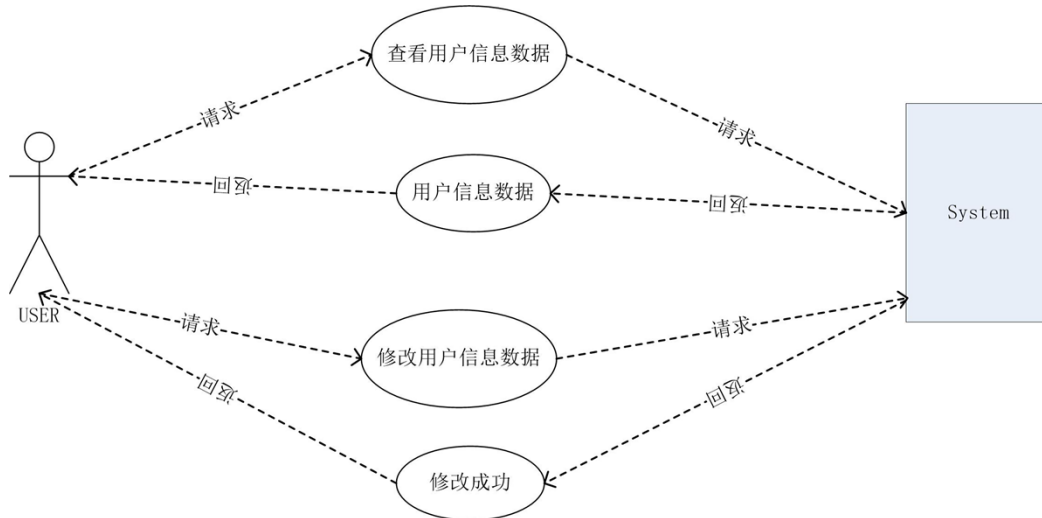 查看用户信息数据
请求
请求
用户信息数据
返回
返回
System
USER
请求
修改用户信息数据
请求
返回
返回
修改成功